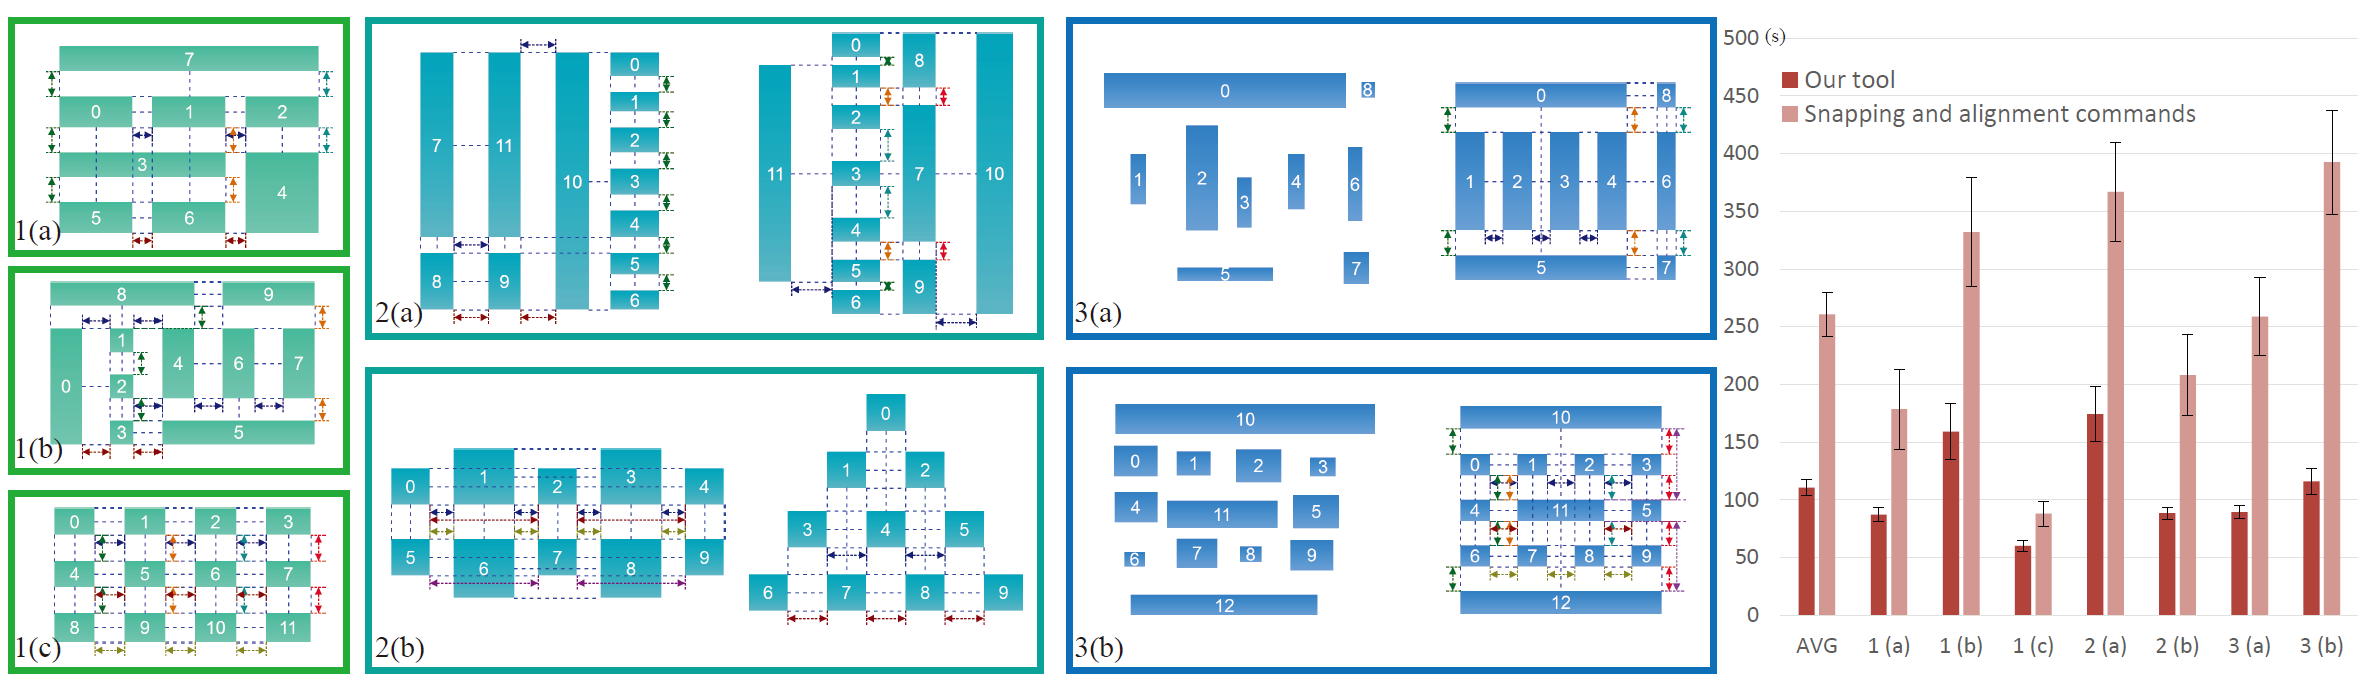 7
0 1 2
3
4
5 6
1(a)
8 9
1
4 6 7
0 2
3 5
1(b)
0 1 2 3
4 5 6 7
8 9 10 11
1(c)
0
7 11 1
2
10 3
4
5
8 9 6
2(a)
0
8
1
2
11 3 7 10
4
5
9
6
0 1 2 3 4
5 6 7 8 9
2(b)
0
1 2
3 4 5
6 7 8 9
0 8
1 2 3 4 6
5 7
3(a)
0 8
1 2 3 4 6
5 7
10
0 1 2 3
4 11 5
6 7 8 9
12
3(b)
10
0 1 2 3
4 11 5
6 7 8 9
12
500 (s)
Our tool
450
Snapping and alignment commands
400
350
300
250
200
150
100
50
0
AVG 1 (a) 1 (b) 1 (c) 2 (a) 2 (b) 3 (a) 3 (b)